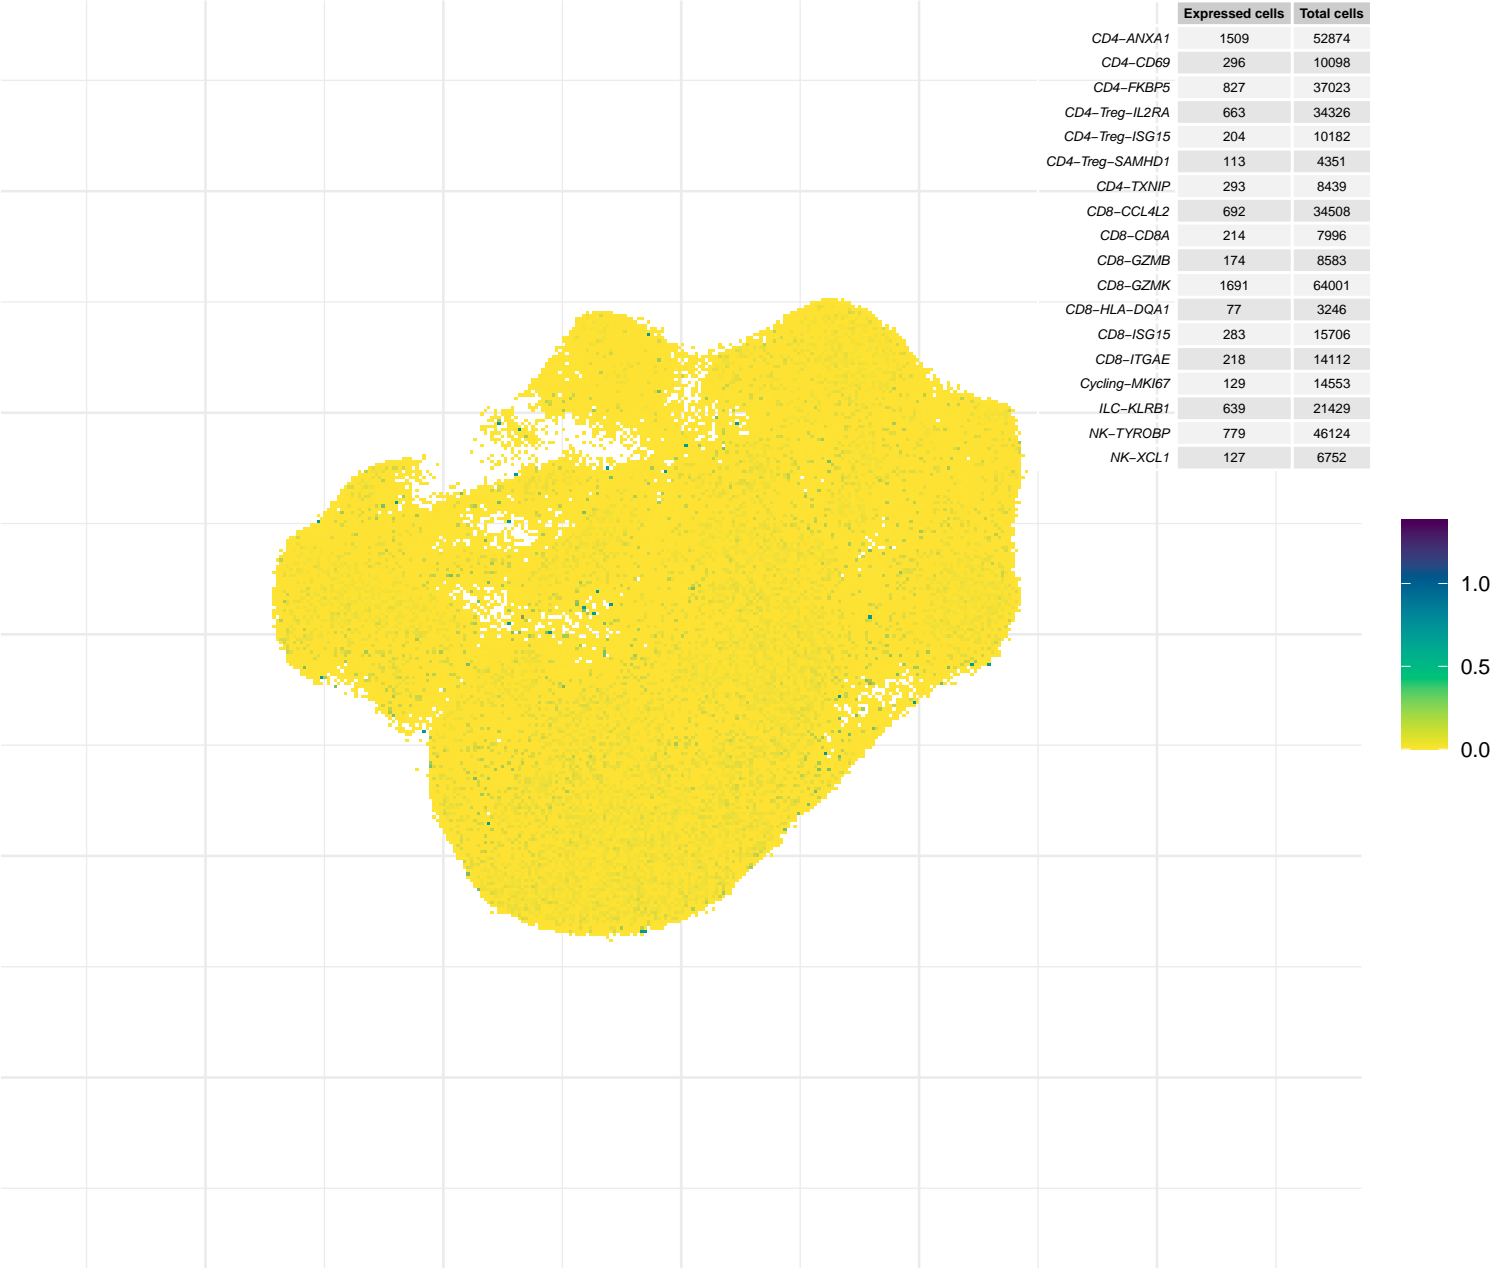 Expressed cells Total cells
CD4−ANXA1 1509 52874
CD4−CD69 296 10098
CD4−FKBP5 827 37023
CD4−Treg−IL2RA 663 34326
CD4−Treg−ISG15 204 10182
CD4−Treg−SAMHD1 113 4351
CD4−TXNIP 293 8439
CD8−CCL4L2 692 34508
CD8−CD8A 214 7996
CD8−GZMB 174 8583
CD8−GZMK 1691 64001
CD8−HLA−DQA1 77 3246
CD8−ISG15 283 15706
CD8−ITGAE 218 14112
Cycling−MKI67 129 14553
ILC−KLRB1 639 21429
NK−TYROBP 779 46124
NK−XCL1 127 6752
1.0
0.5
0.0